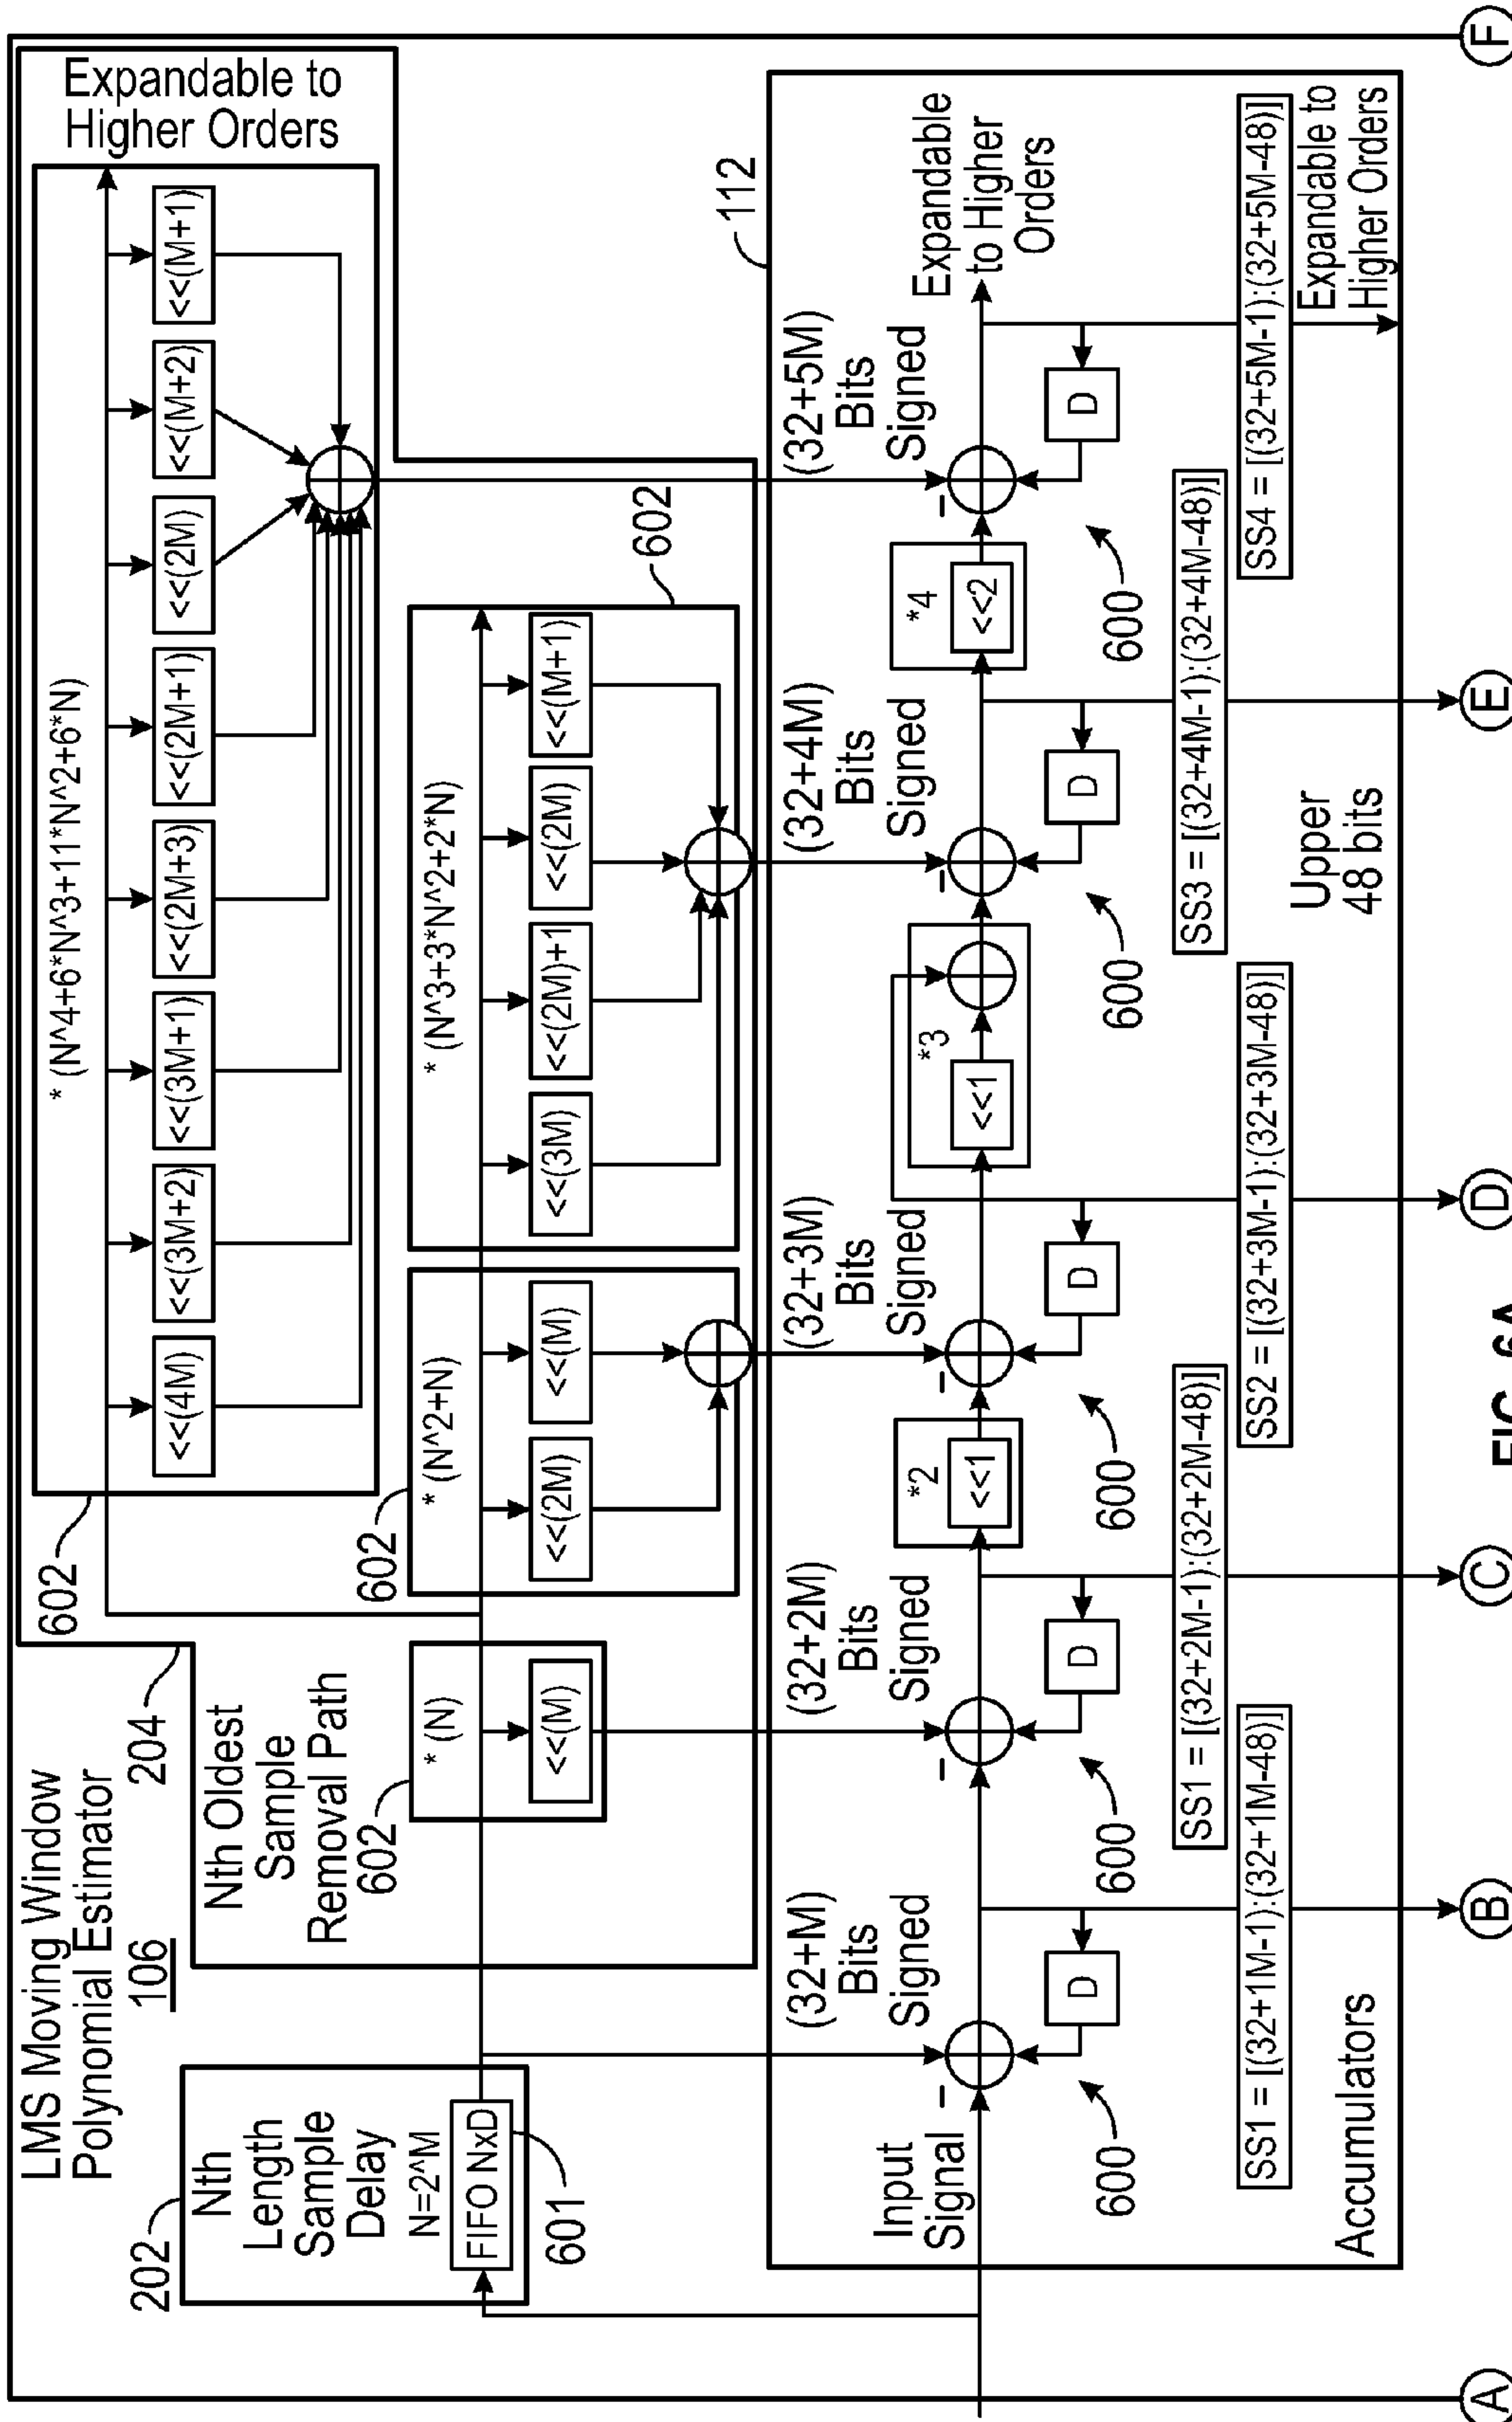 LMS Moving Window
Polynomial Estimator
106
202
Nth
Length
Sample
Delay
N=2^M
FIFO NxD
601
204
Nth Oldest
Sample
Removal Path
602
* (N)
<<(M)
602
* (N^2+N)
<<(2M)
<<(M)
* (N^3+3*N^2+2*N)
<<(3M)
<<(2M)+1
<<(2M)
<<(M+1)
602
602
* (N^4+6*N^3+11*N^2+6*N)
<<(4M)
<<(3M+2)
<<(3M+1)
<<(2M+3)
<<(2M+1)
<<(2M)
<<(M+2)
<<(M+1)
Expandable to
Higher Orders
112
Input
Signal
(32+M)
Bits
Signed
–
D
600
SS1 = [(32+1M-1):(32+1M-48)]
(32+2M)
Bits
Signed
–
D
600
SS1 = [(32+2M-1):(32+2M-48)]
*2
<<1
(32+3M)
Bits
Signed
–
D
600
SS2 = [(32+3M-1):(32+3M-48)]
*3
<<1
(32+4M)
Bits
Signed
–
D
600
SS3 = [(32+4M-1):(32+4M-48)]
*4
<<2
(32+5M)
Bits
Signed
–
D
600
SS4 = [(32+5M-1):(32+5M-48)]
Expandable
to Higher
Orders
Expandable to
Higher Orders
Upper
48 bits
Accumulators
A
B
C
D
E
F
FIG. 6A